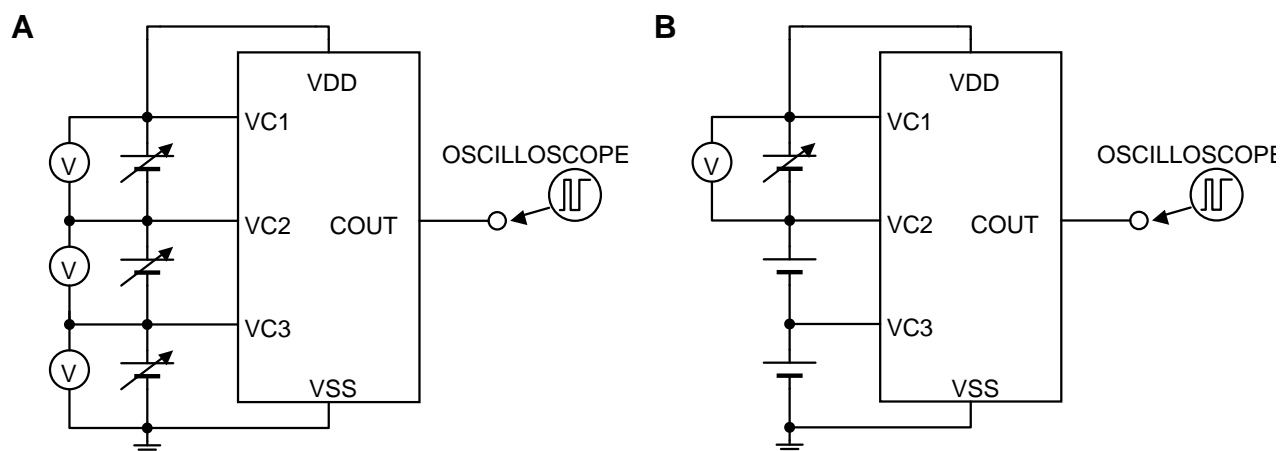 A
VDD
VC1
V
OSCILLOSCOPE
VC2
COUT
V
VC3
V
VSS
B
VDD
VC1
V
OSCILLOSCOPE
VC2
COUT
VC3
VSS